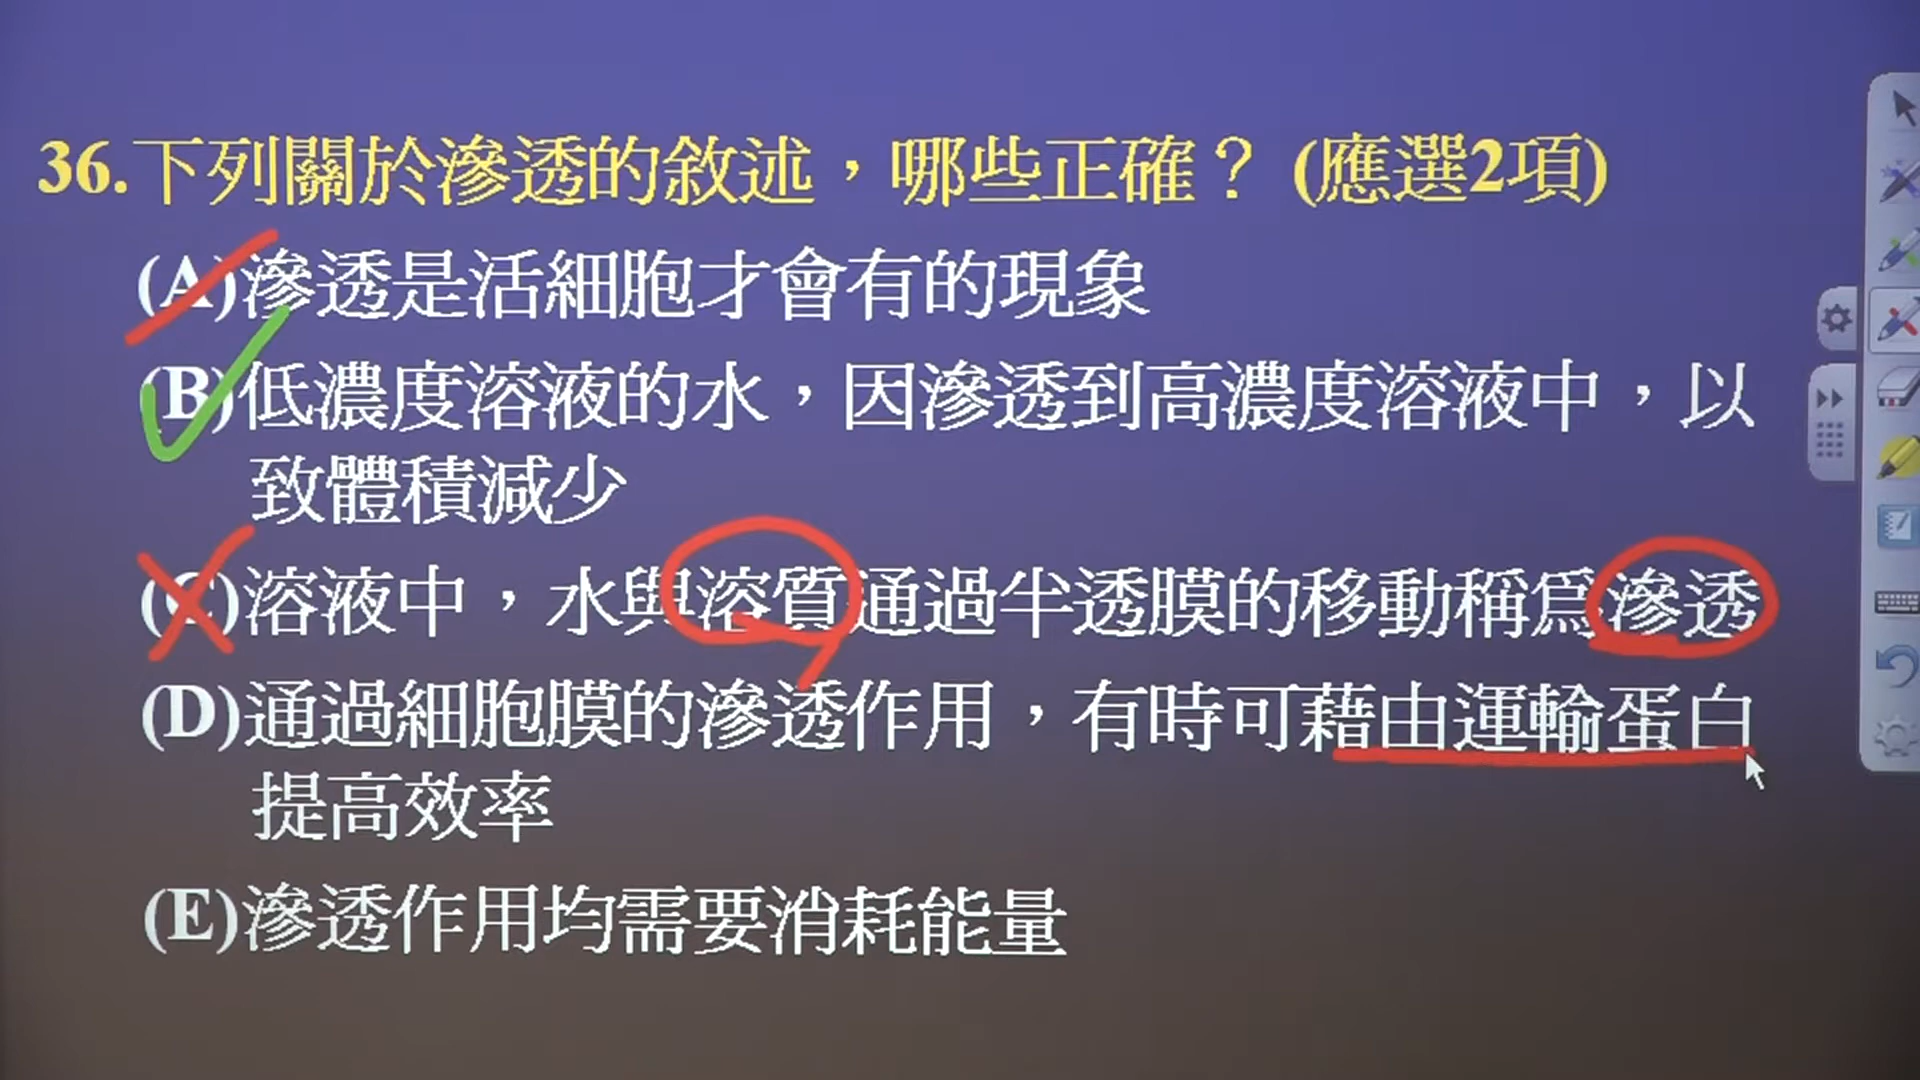 36.下列關於滲透的敘述，哪些正確？ (應選2項)
(A)滲透是活細胞才會有的現象
(B)低濃度溶液的水，因滲透到高濃度溶液中，以
致體積減少
(C)溶液中，水與溶質通過半透膜的移動稱爲滲透
(D)通過細胞膜的滲透作用，有時可藉由運輸蛋白
提高效率
(E)滲透作用均需要消耗能量